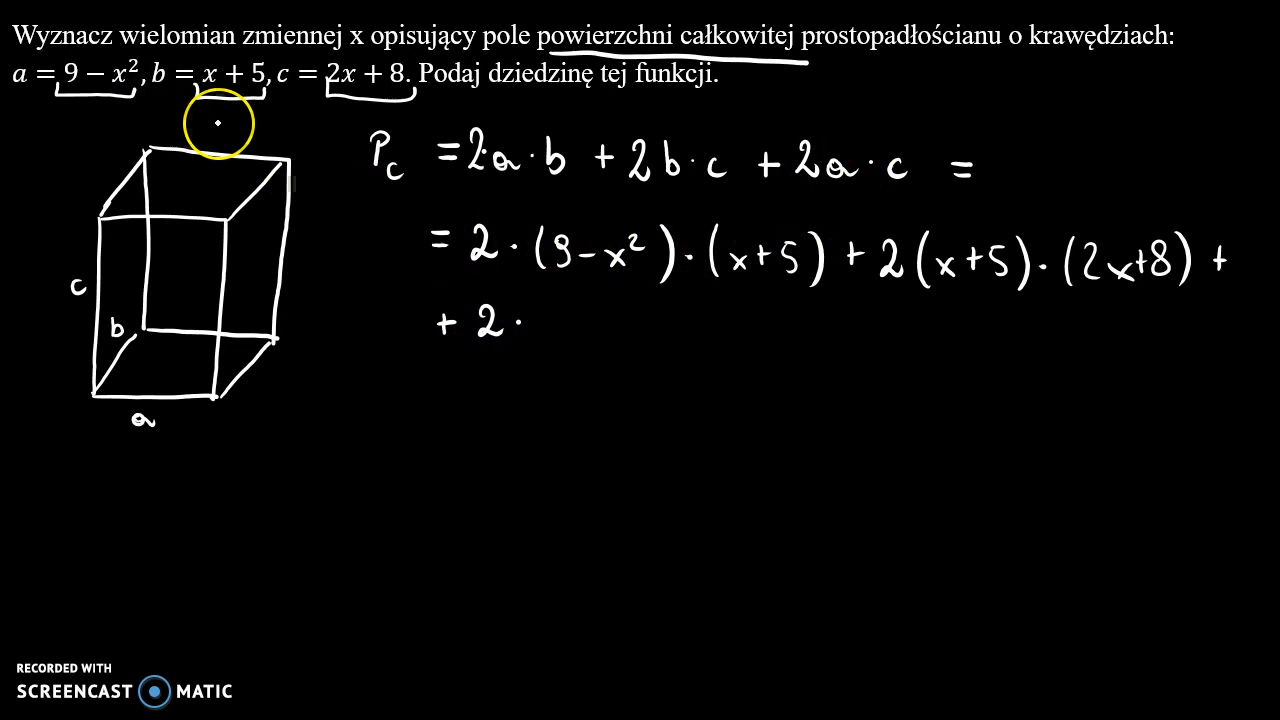 Wyznacz wielomian zmiennej x opisujący pole powierzchni całkowitej prostopadłościanu o krawędziach:
a = 9 − x², b = x + 5, c = 2x + 8. Podaj dziedzinę tej funkcji.
P_c = 2·a·b + 2b·c + 2a·c =
= 2·(9−x²)·(x+5) + 2(x+5)·(2x+8) +
c
b
+ 2·
a
RECORDED WITH
SCREENCAST MATIC